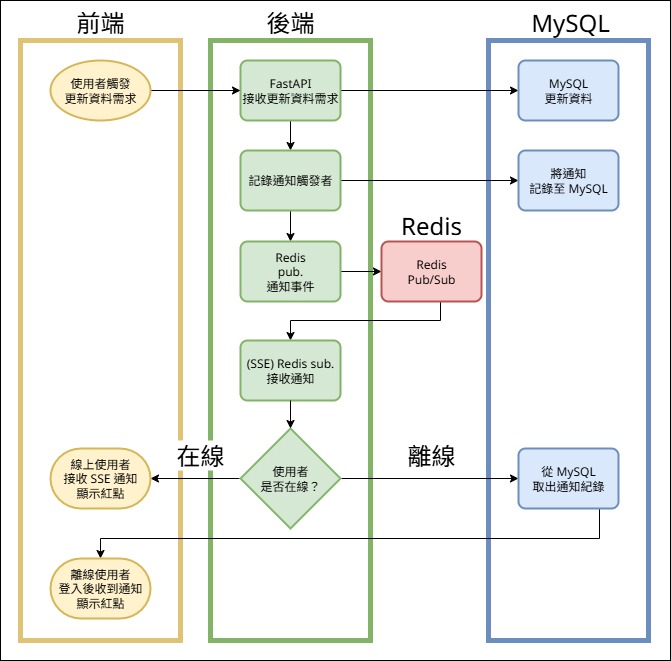 前端
後端
MySQL
使用者觸發
更新資料需求
FastAPI
接收更新資料需求
MySQL
更新資料
記錄通知觸發者
將通知
記錄至 MySQL
Redis
Redis
pub.
通知事件
Redis
Pub/Sub
(SSE) Redis sub.
接收通知
在線
離線
線上使用者
接收 SSE 通知
顯示紅點
使用者
是否在線？
從 MySQL
取出通知紀錄
離線使用者
登入後收到通知
顯示紅點